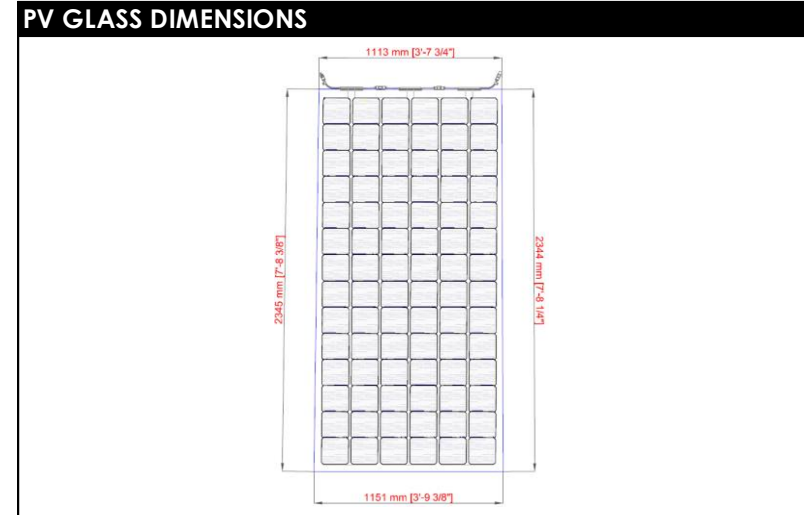 PV GLASS DIMENSIONS
1113 mm [3'-7 3/4"]
2345 mm [7'-8 3/8"]
2344 mm [7'-8 1/4"]
1151 mm [3'-9 3/8"]